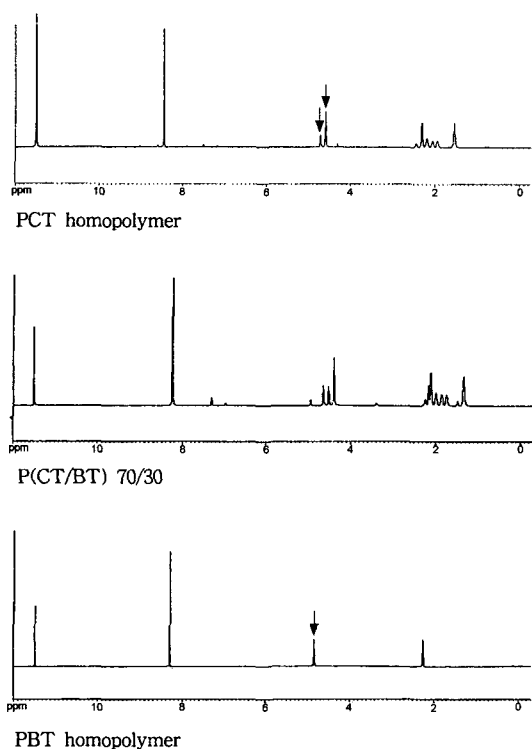 ppm 10 8 6 4 2 0
PCT homopolymer
ppm 10 8 6 4 2 0
P(CT/BT) 70/30
ppm 10 8 6 4 2 0
PBT homopolymer